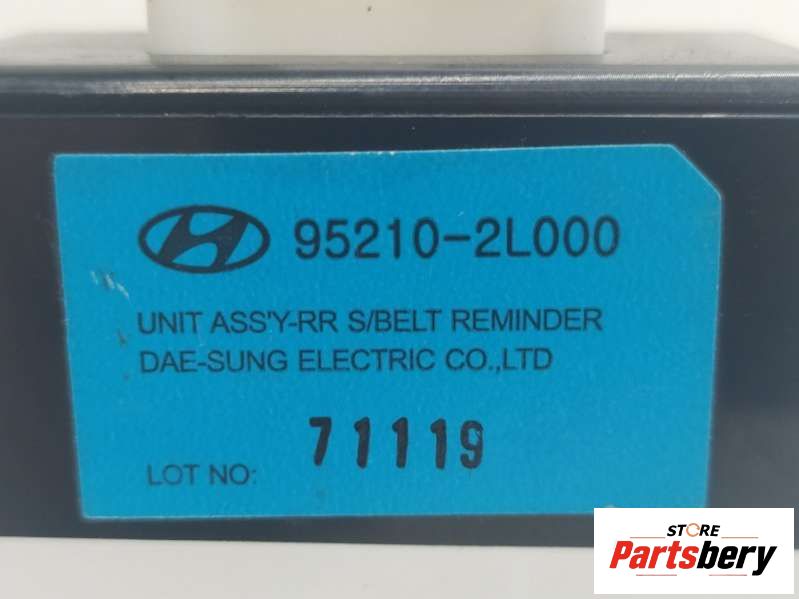 95210-2L000
UNIT ASS'Y-RR S/BELT REMINDER
DAE-SUNG ELECTRIC CO.,LTD
71119
LOT NO:
STORE
Partsbery